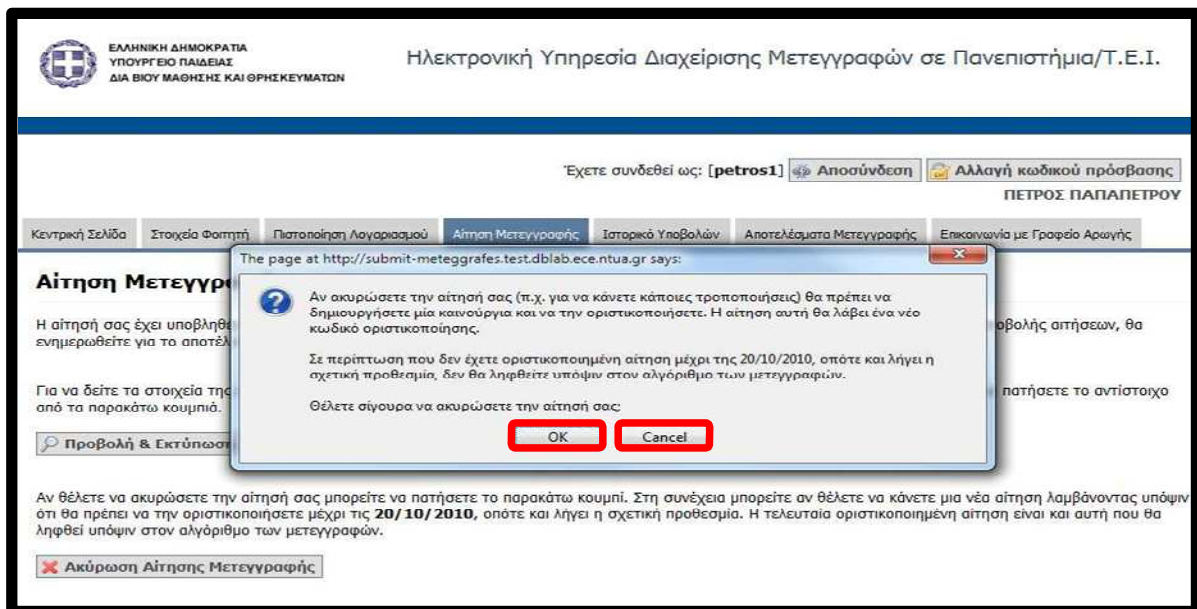 ΕΛΛΗΝΙΚΗ ΔΗΜΟΚΡΑΤΙΑ
ΥΠΟΥΡΓΕΙΟ ΠΑΙΔΕΙΑΣ
ΔΙΑ ΒΙΟΥ ΜΑΘΗΣΗΣ ΚΑΙ ΘΡΗΣΚΕΥΜΑΤΩΝ
Ηλεκτρονική Υπηρεσία Διαχείρισης Μετεγγραφών σε Πανεπιστήμια/Τ.Ε.Ι.
Έχετε συνδεθεί ως: [petros1] Αποσύνδεση Αλλαγή κωδικού πρόσβασης
ΠΕΤΡΟΣ ΠΑΠΑΠΕΤΡΟΥ
Κεντρική Σελίδα Στοιχεία Φοιτητή Πιστοποίηση Λογαριασμού Αίτηση Μετεγγραφής Ιστορικό Υποβολών Αποτελέσματα Μετεγγραφής Επικοινωνία με Γραφείο Αρωγής
The page at http://submit-meteggrafes.test.dblab.ece.ntua.gr says:
Αν ακυρώσετε την αίτησή σας (π.χ. για να κάνετε κάποιες τροποποιήσεις) θα πρέπει να
δημιουργήσετε μία καινούργια και να την οριστικοποιήσετε. Η αίτηση αυτή θα λάβει ένα νέο
κωδικό οριστικοποίησης.
Σε περίπτωση που δεν έχετε οριστικοποιημένη αίτηση μέχρι της 20/10/2010, οπότε και λήγει η
σχετική προθεσμία, δεν θα ληφθείτε υπόψιν στον αλγόριθμο των μετεγγραφών.
Θέλετε σίγουρα να ακυρώσετε την αίτησή σας;
OK Cancel
Αίτηση Μετεγγρ
Η αίτησή σας έχει υποβληθε οβολής αιτήσεων, θα
ενημερωθείτε για το αποτέλ
Για να δείτε τα στοιχεία της πατήσετε το αντίστοιχο
από τα παρακάτω κουμπιά.
Προβολή & Εκτύπωση
Αν θέλετε να ακυρώσετε την αίτησή σας μπορείτε να πατήσετε το παρακάτω κουμπί. Στη συνέχεια μπορείτε αν θέλετε να κάνετε μια νέα αίτηση λαμβάνοντας υπόψιν
ότι θα πρέπει να την οριστικοποιήσετε μέχρι τις 20/10/2010, οπότε και λήγει η σχετική προθεσμία. Η τελευταία οριστικοποιημένη αίτηση είναι και αυτή που θα
ληφθεί υπόψιν στον αλγόριθμο των μετεγγραφών.
Ακύρωση Αίτησης Μετεγγραφής